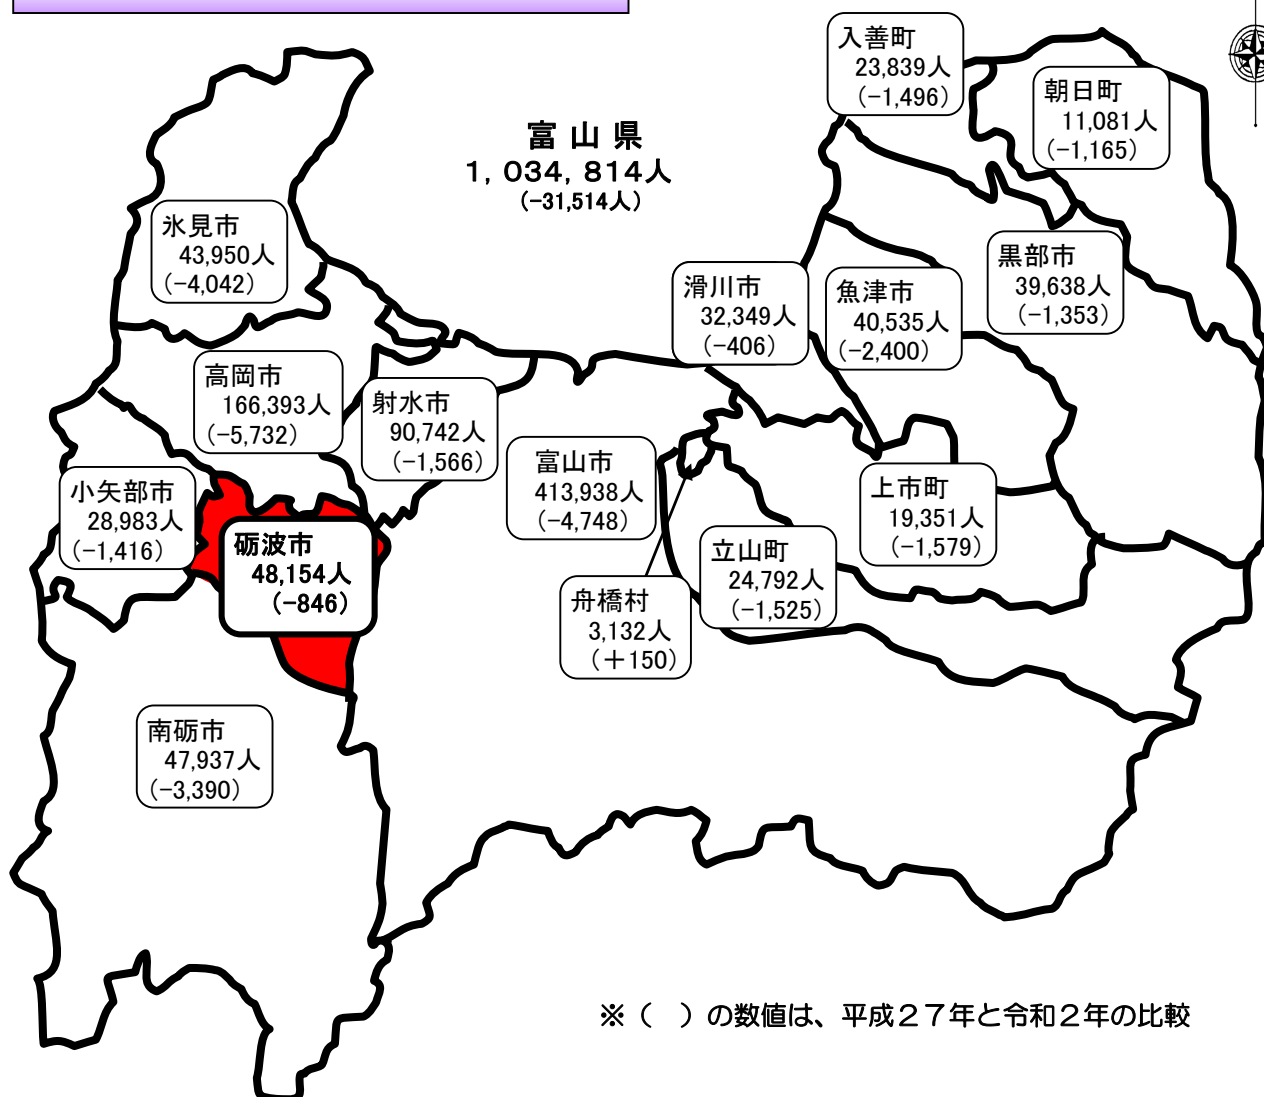 入善町
23,839人
(-1,496)
朝日町
11,081人
(-1,165)
富山県
1,034,814人
(-31,514人)
氷見市
43,950人
(-4,042)
黒部市
39,638人
(-1,353)
滑川市
32,349人
(-406)
魚津市
40,535人
(-2,400)
高岡市
166,393人
(-5,732)
射水市
90,742人
(-1,566)
富山市
413,938人
(-4,748)
上市町
19,351人
(-1,579)
小矢部市
28,983人
(-1,416)
砺波市
48,154人
(-846)
立山町
24,792人
(-1,525)
舟橋村
3,132人
(+150)
南砺市
47,937人
(-3,390)
※（　）の数値は、平成２７年と令和２年の比較